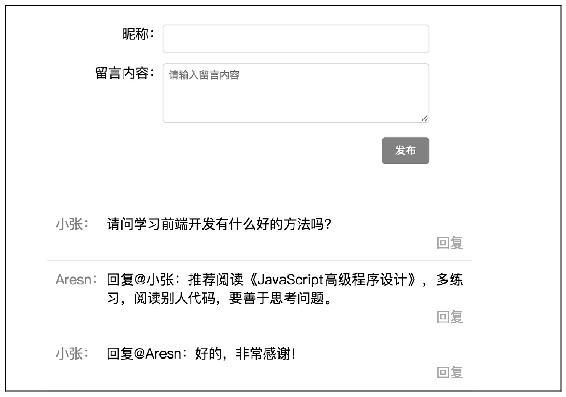 昵称：
留言内容：
请输入留言内容
发布
小张： 请问学习前端开发有什么好的方法吗？
回复
Aresn： 回复@小张：推荐阅读《JavaScript高级程序设计》，多练
习，阅读别人代码，要善于思考问题。
回复
小张： 回复@Aresn：好的，非常感谢！
回复